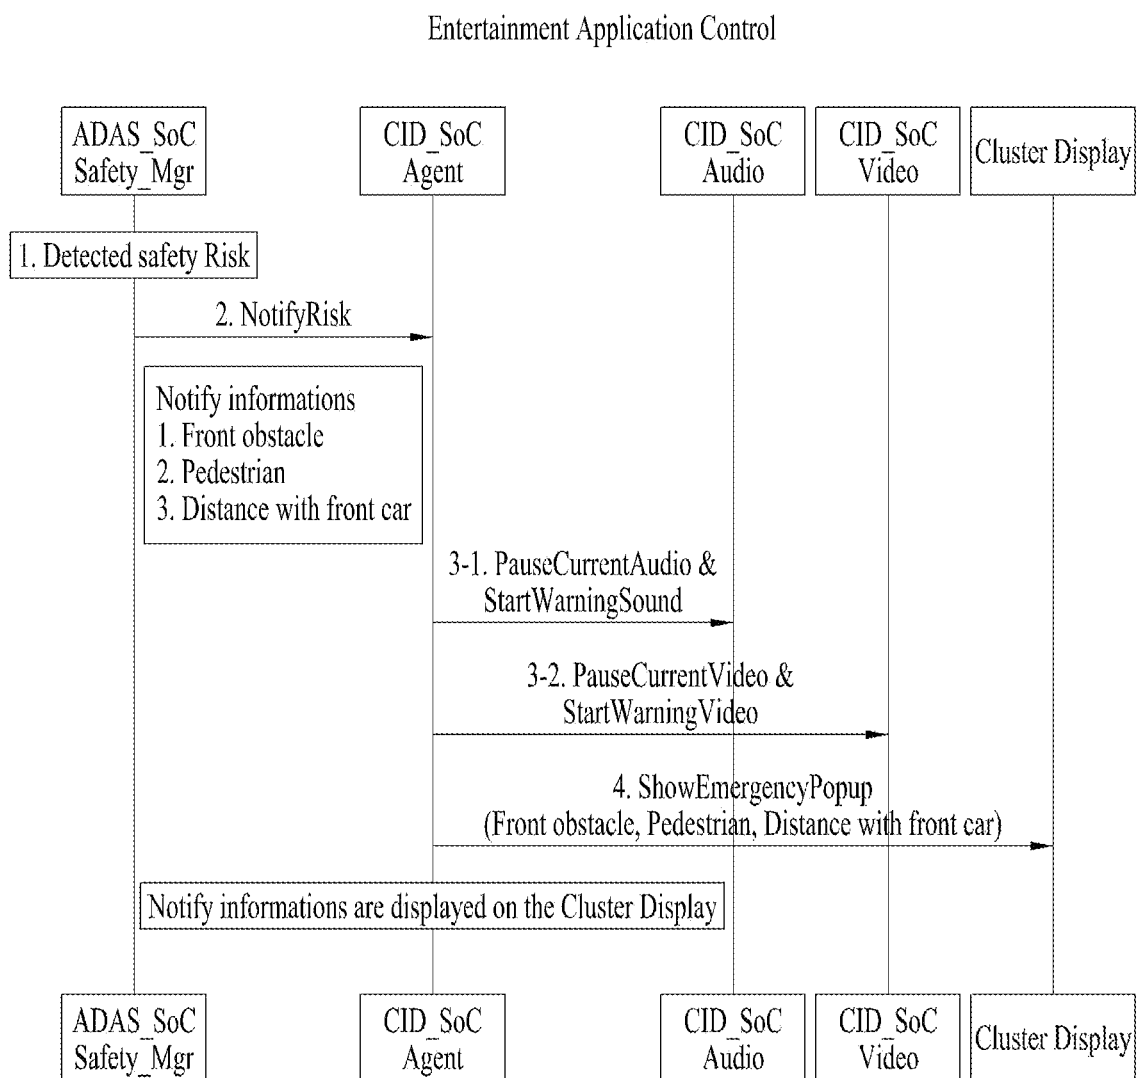 Entertainment Application Control
ADAS_SoC
Safety_Mgr
CID_SoC
Agent
CID_SoC
Audio
CID_SoC
Video
Cluster Display
1. Detected safety Risk
2. NotifyRisk
Notify informations
1. Front obstacle
2. Pedestrian
3. Distance with front car
3-1. PauseCurrentAudio &
StartWarningSound
3-2. PauseCurrentVideo &
StartWarningVideo
4. ShowEmergencyPopup
(Front obstacle, Pedestrian, Distance with front car)
Notify informations are displayed on the Cluster Display
ADAS_SoC
Safety_Mgr
CID_SoC
Agent
CID_SoC
Audio
CID_SoC
Video
Cluster Display